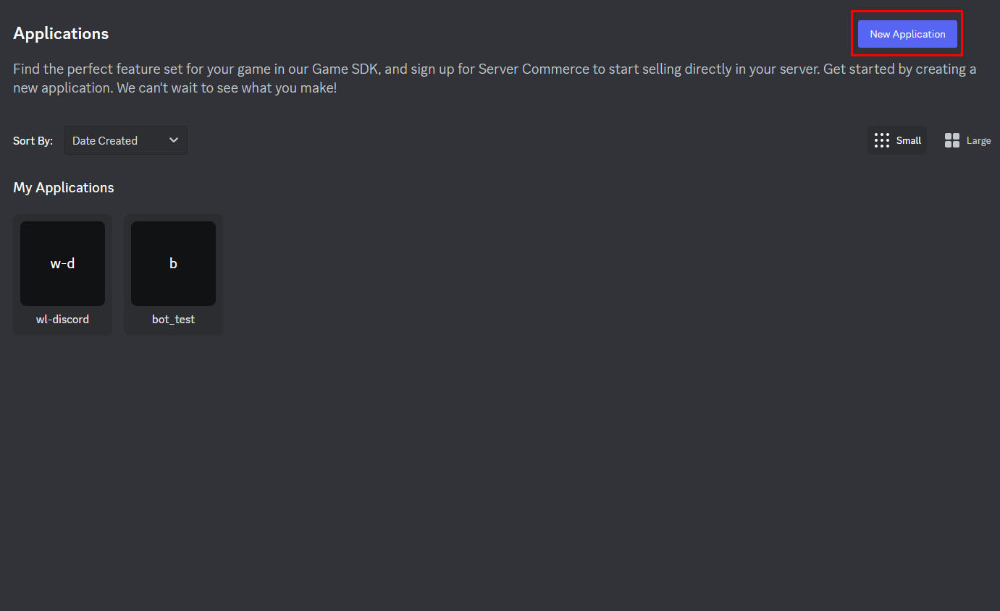 Applications
New Application
Find the perfect feature set for your game in our Game SDK, and sign up for Server Commerce to start selling directly in your server. Get started by creating a
new application. We can't wait to see what you make!
Sort By: Date Created Small Large
My Applications
w-d b
wl-discord bot_test